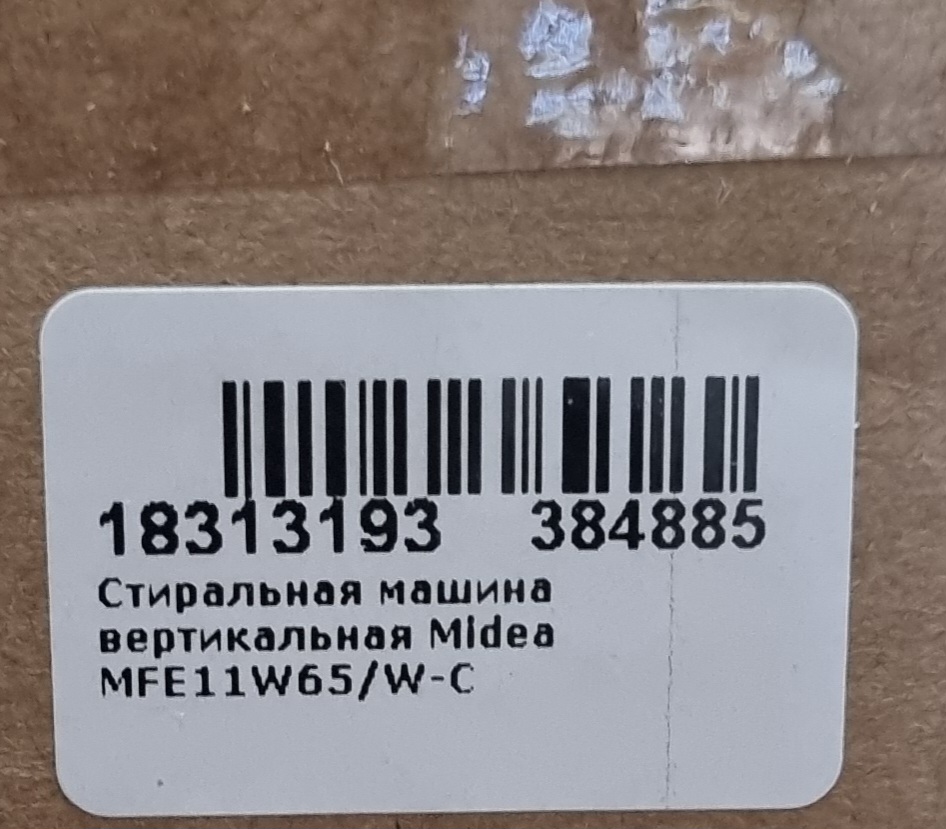 18313193 384885
Стиральная машина
вертикальная Midea
MFE11W65/W-C